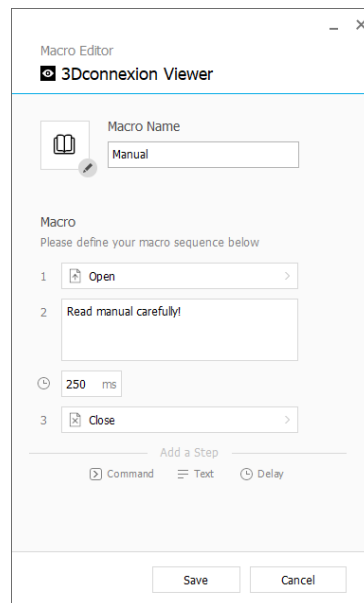 Macro Editor
3Dconnexion Viewer
Macro Name
Manual
Macro
Please define your macro sequence below
1 Open
2 Read manual carefully!
250 ms
3 Close
Add a Step
Command Text Delay
Save Cancel